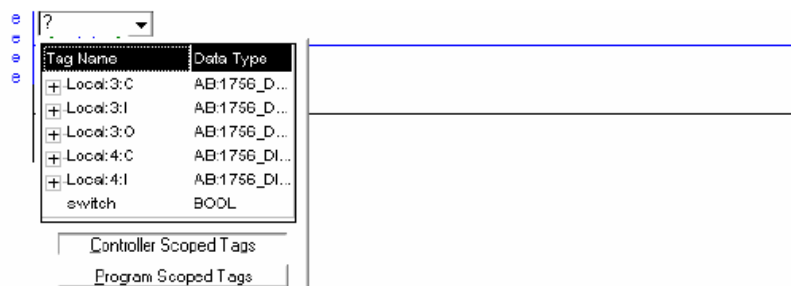 e ?
e
e
e
Tag Name Data Type
Local:3:C AB:1756_D...
Local:3:I AB:1756_D...
Local:3:O AB:1756_D...
Local:4:C AB:1756_DI...
Local:4:I AB:1756_DI...
switch BOOL
Controller Scoped Tags
Program Scoped Tags